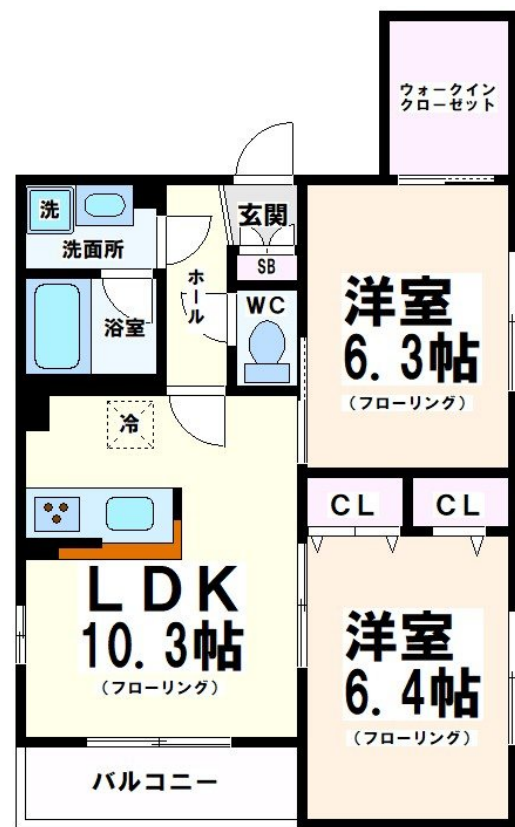 ウォークイン
クローゼット
洗
洗面所
玄関
SB
ホール
浴室
WC
洋室
6.3帖
(フローリング)
冷
CL
CL
LDK
10.3帖
(フローリング)
洋室
6.4帖
(フローリング)
バルコニー